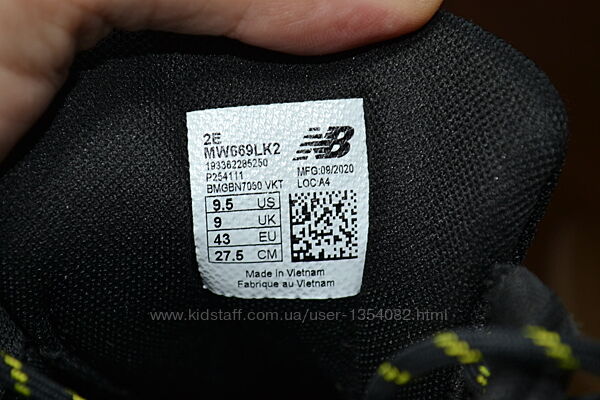 2E
MW669LK2
193362285250
P254111
BMGBN7050 VKT
NB
MFG:09/2020
LOC:A4
9.5 US
9 UK
43 EU
27.5 CM
Made in Vietnam
Fabrique au Vietnam
www.kidstaff.com.ua/user-1354082.html